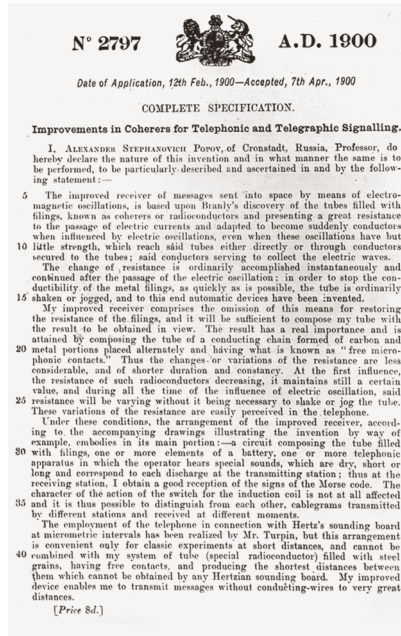 Nº 2797
A.D. 1900
Date of Application, 12th Feb., 1900—Accepted, 7th Apr., 1900
COMPLETE SPECIFICATION.
Improvements in Coherers for Telephonic and Telegraphic Signalling.
I, ALEXANDER STEPHANOVICH POPOV, of Cronstadt, Russia, Professor, do
hereby declare the nature of this invention and in what manner the same is to
be performed, to be particularly described and ascertained in and by the follow-
ing statement:—
5 The improved receiver of messages sent into space by means of electro-
magnetic oscillations, is based upon Branly's discovery of the tubes filled with
filings, known as coherers or radioconductors and presenting a great resistance
to the passage of electric currents and adapted to become suddenly conductors
when influenced by electric oscillations, even when these oscillations have but
10 little strength, which reach said tubes either directly or through conductors
secured to the tubes; said conductors serving to collect the electric waves.
The change of resistance is ordinarily accomplished instantaneously and
continued after the passage of the electric oscillation; in order to stop the con-
ductibility of the metal filings, as quickly as is possible, the tube is ordinarily
15 shaken or jogged, and to this end automatic devices have been invented.
My improved receiver comprises the omission of this means for restoring
the resistance of the filings, and it will be sufficient to compose my tube with
the result to be obtained in view. The result has a real importance and is
attained by composing the tube of a conducting chain formed of carbon and
20 metal portions placed alternately and having what is known as "free micro-
phonic contacts." Thus the changes or variations of the resistance are less
considerable, and of shorter duration and constancy. At the first influence,
the resistance of such radioconductors decreasing, it maintains still a certain
value, and during all the time of the influence of electric oscillation, said
25 resistance will be varying without it being necessary to shake or jog the tube.
These variations of the resistance are easily perceived in the telephone.
Under these conditions, the arrangement of the improved receiver, accord-
ing to the accompanying drawings illustrating the invention by way of
example, embodies in its main portion:—a circuit composing the tube filled
30 with filings, one or more elements of a battery, one or more telephonic
apparatus in which the operator hears special sounds, which are dry, short or
long and correspond to each discharge at the transmitting station; thus at the
receiving station, I obtain a good reception of the signs of the Morse code. The
character of the action of the switch for the induction coil is not at all affected
35 and it is thus possible to distinguish from each other, cablegrams transmitted
by different stations and received at different moments.
The employment of the telephone in connection with Hertz's sounding board
at micrometric intervals has been realized by Mr. Turpin, but this arrangement
is convenient only for classic experiments at short distances, and cannot be
40 combined with my system of tube (special radioconductor) filled with steel
grains, having free contacts, and producing the shortest distances between
them which cannot be obtained by any Hertzian sounding board. My improved
device enables me to transmit messages without conducting-wires to very great
distances.
[Price 8d.]